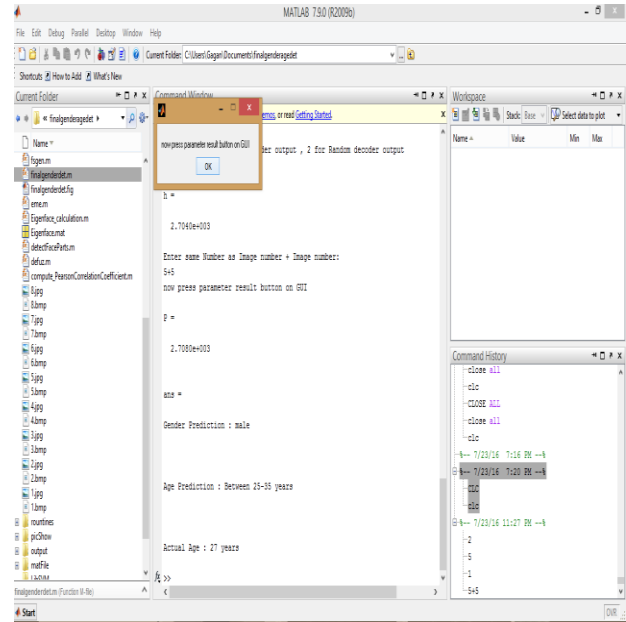 MATLAB 7.9.0 (R2009b)
File Edit Debug Parallel Desktop Window Help
Current Folder: C:\Users\Gagan\Documents\finalgenderagedet
Shortcuts How to Add What's New
Current Folder
« finalgenderagedet
Name
fsgen.m
finalgenderdet.m
finalgenderdet.fig
eme.m
Eigenface_calculation.m
Eigenface.mat
detectFaceParts.m
defuz.m
compute_PearsonCorrelationCoefficient.m
8.jpg
8.bmp
7.jpg
7.bmp
6.jpg
6.bmp
5.jpg
5.bmp
4.jpg
4.bmp
3.jpg
3.bmp
2.jpg
2.bmp
1.jpg
1.bmp
rountines
picShow
output
matFile
finalgenderdet.m (Function M-file)
Start
Command Window
Demos, or read Getting Started.
now press parameter result button on GUI
OK
der output , 2 for Random decoder output
h =
2.7040e+003
Enter same Number as Image number + Image number:
5+5
now press parameter result button on GUI
P =
2.7080e+003
ans =
Gender Prediction : male
Age Prediction : Between 25-35 years
Actual Age : 27 years
fx >>
Workspace
Stack: Base
Select data to plot
Name Value Min Max
Command History
close all
clc
CLOSE ALL
close all
clc
%-- 7/23/16 7:16 PM --%
%-- 7/23/16 7:20 PM --%
CLC
clc
%-- 7/23/16 11:27 PM --%
2
5
1
5+5
OVR